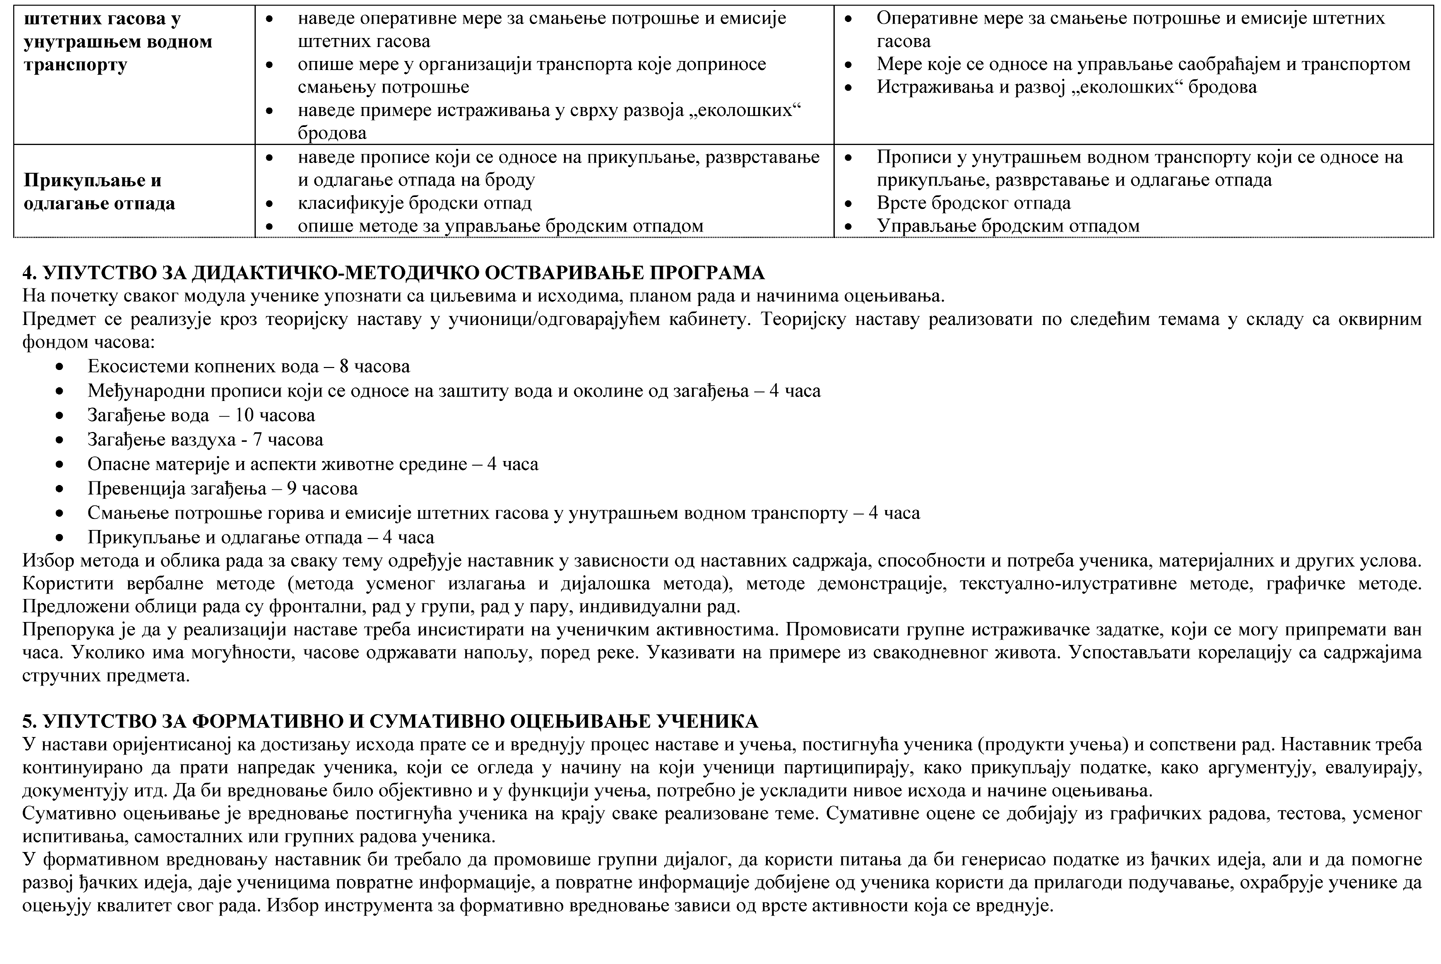 штетних гасова у
унутрашњем водном
транспорту
• наведе оперативне мере за смањење потрошње и емисије
штетних гасова
• опише мере у организацији транспорта које доприносе
смањењу потрошње
• наведе примере истраживања у сврху развоја „еколошких“
бродова
• Оперативне мере за смањење потрошње и емисије штетних
гасова
• Мере које се односе на управљање саобраћајем и транспортом
• Истраживања и развој „еколошких“ бродова
Прикупљање и
одлагање отпада
• наведе прописе који се односе на прикупљање, разврставање
и одлагање отпада на броду
• класификује бродски отпад
• опише методе за управљање бродским отпадом
• Прописи у унутрашњем водном транспорту који се односе на
прикупљање, разврставање и одлагање отпада
• Врсте бродског отпада
• Управљање бродским отпадом
4. УПУТСТВО ЗА ДИДАКТИЧКО-МЕТОДИЧКО ОСТВАРИВАЊЕ ПРОГРАМА
На почетку сваког модула ученике упознати са циљевима и исходима, планом рада и начинима оцењивања.
Предмет се реализује кроз теоријску наставу у учионици/одговарајућем кабинету. Теоријску наставу реализовати по следећим темама у складу са оквирним
фондом часова:
• Екосистеми копнених вода – 8 часова
• Међународни прописи који се односе на заштиту вода и околине од загађења – 4 часа
• Загађење вода – 10 часова
• Загађење ваздуха - 7 часова
• Опасне материје и аспекти животне средине – 4 часа
• Превенција загађења – 9 часова
• Смањење потрошње горива и емисије штетних гасова у унутрашњем водном транспорту – 4 часа
• Прикупљање и одлагање отпада – 4 часа
Избор метода и облика рада за сваку тему одређује наставник у зависности од наставних садржаја, способности и потреба ученика, материјалних и других услова.
Користити вербалне методе (метода усменог излагања и дијалошка метода), методе демонстрације, текстуално-илустративне методе, графичке методе.
Предложени облици рада су фронтални, рад у групи, рад у пару, индивидуални рад.
Препорука је да у реализацији наставе треба инсистирати на ученичким активностима. Промовисати групне истраживачке задатке, који се могу припремати ван
часа. Уколико има могућности, часове одржавати напољу, поред реке. Указивати на примере из свакодневног живота. Успостављати корелацију са садржајима
стручних предмета.
5. УПУТСТВО ЗА ФОРМАТИВНО И СУМАТИВНО ОЦЕЊИВАЊЕ УЧЕНИКА
У настави оријентисаној ка достизању исхода прате се и вреднују процес наставе и учења, постигнућа ученика (продукти учења) и сопствени рад. Наставник треба
континуирано да прати напредак ученика, који се огледа у начину на који ученици партиципирају, како прикупљају податке, како аргументују, евалуирају,
документују итд. Да би вредновање било објективно и у функцији учења, потребно је ускладити нивое исхода и начине оцењивања.
Сумативно оцењивање је вредновање постигнућа ученика на крају сваке реализоване теме. Сумативне оцене се добијају из графичких радова, тестова, усменог
испитивања, самосталних или групних радова ученика.
У формативном вредновању наставник би требало да промовише групни дијалог, да користи питања да би генерисао податке из ђачких идеја, али и да помогне
развој ђачких идеја, даје ученицима повратне информације, а повратне информације добијене од ученика користи да прилагоди подучавање, охрабрује ученике да
оцењују квалитет свог рада. Избор инструмента за формативно вредновање зависи од врсте активности која се вреднује.